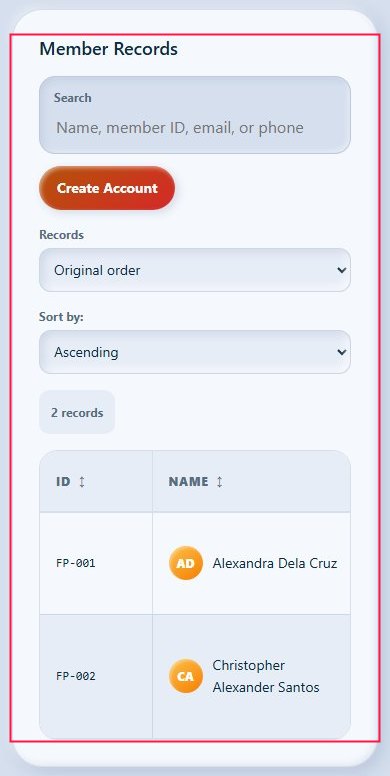 Member Records
Search
Name, member ID, email, or phone
Create Account
Records
Original order
Sort by:
Ascending
2 records
ID ↕ NAME ↕
FP-001 AD Alexandra Dela Cruz
FP-002 CA Christopher
Alexander Santos